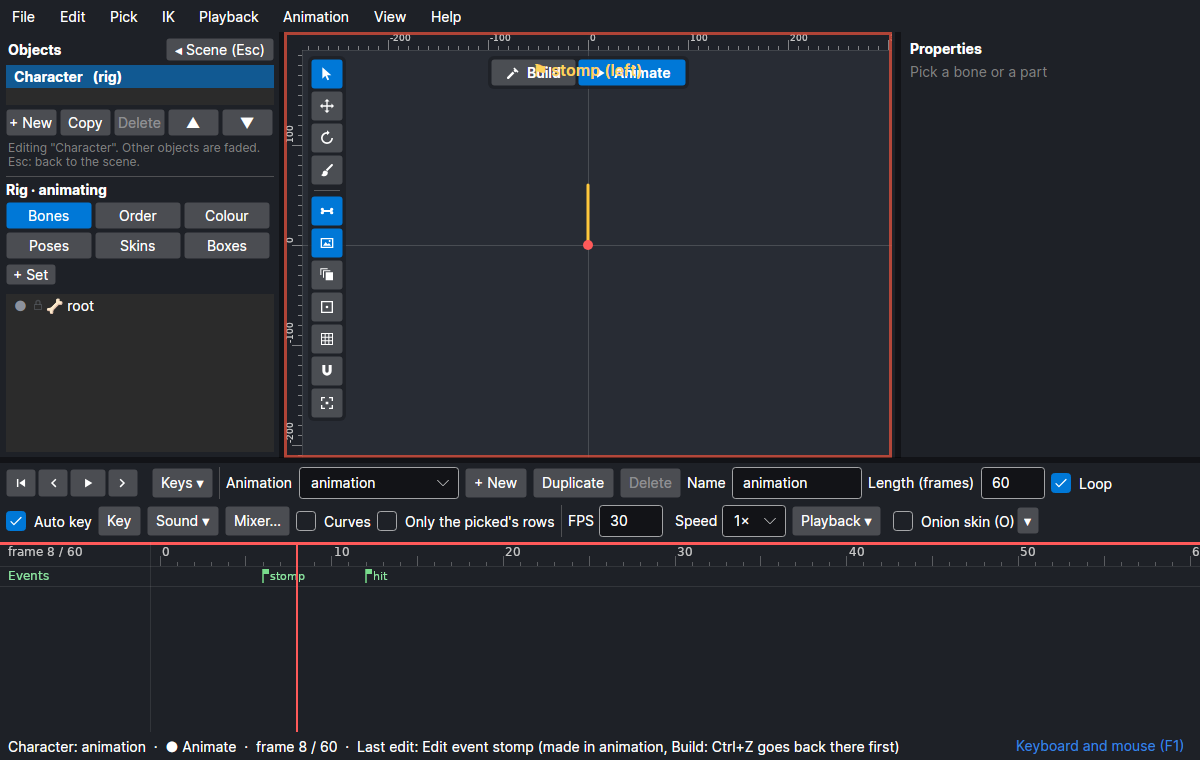 File Edit Pick IK Playback Animation View Help
Objects
◂ Scene (Esc)
Character (rig)
+ New Copy Delete ▲ ▼
Editing "Character". Other objects are faded.
Esc: back to the scene.
Rig · animating
Bones Order Colour
Poses Skins Boxes
+ Set
root
-200 -100 0 100 200
100
0
-100
-200
Build Animate
stomp (left)
Properties
Pick a bone or a part
Keys ▾ Animation animation + New Duplicate Delete Name animation Length (frames) 60 Loop
Auto key Key Sound ▾ Mixer... Curves Only the picked's rows FPS 30 Speed 1× Playback ▾ Onion skin (O) ▾
frame 8 / 60 0 10 20 30 40 50 6
Events stomp hit
Character: animation · ● Animate · frame 8 / 60 · Last edit: Edit event stomp (made in animation, Build: Ctrl+Z goes back there first)
Keyboard and mouse (F1)